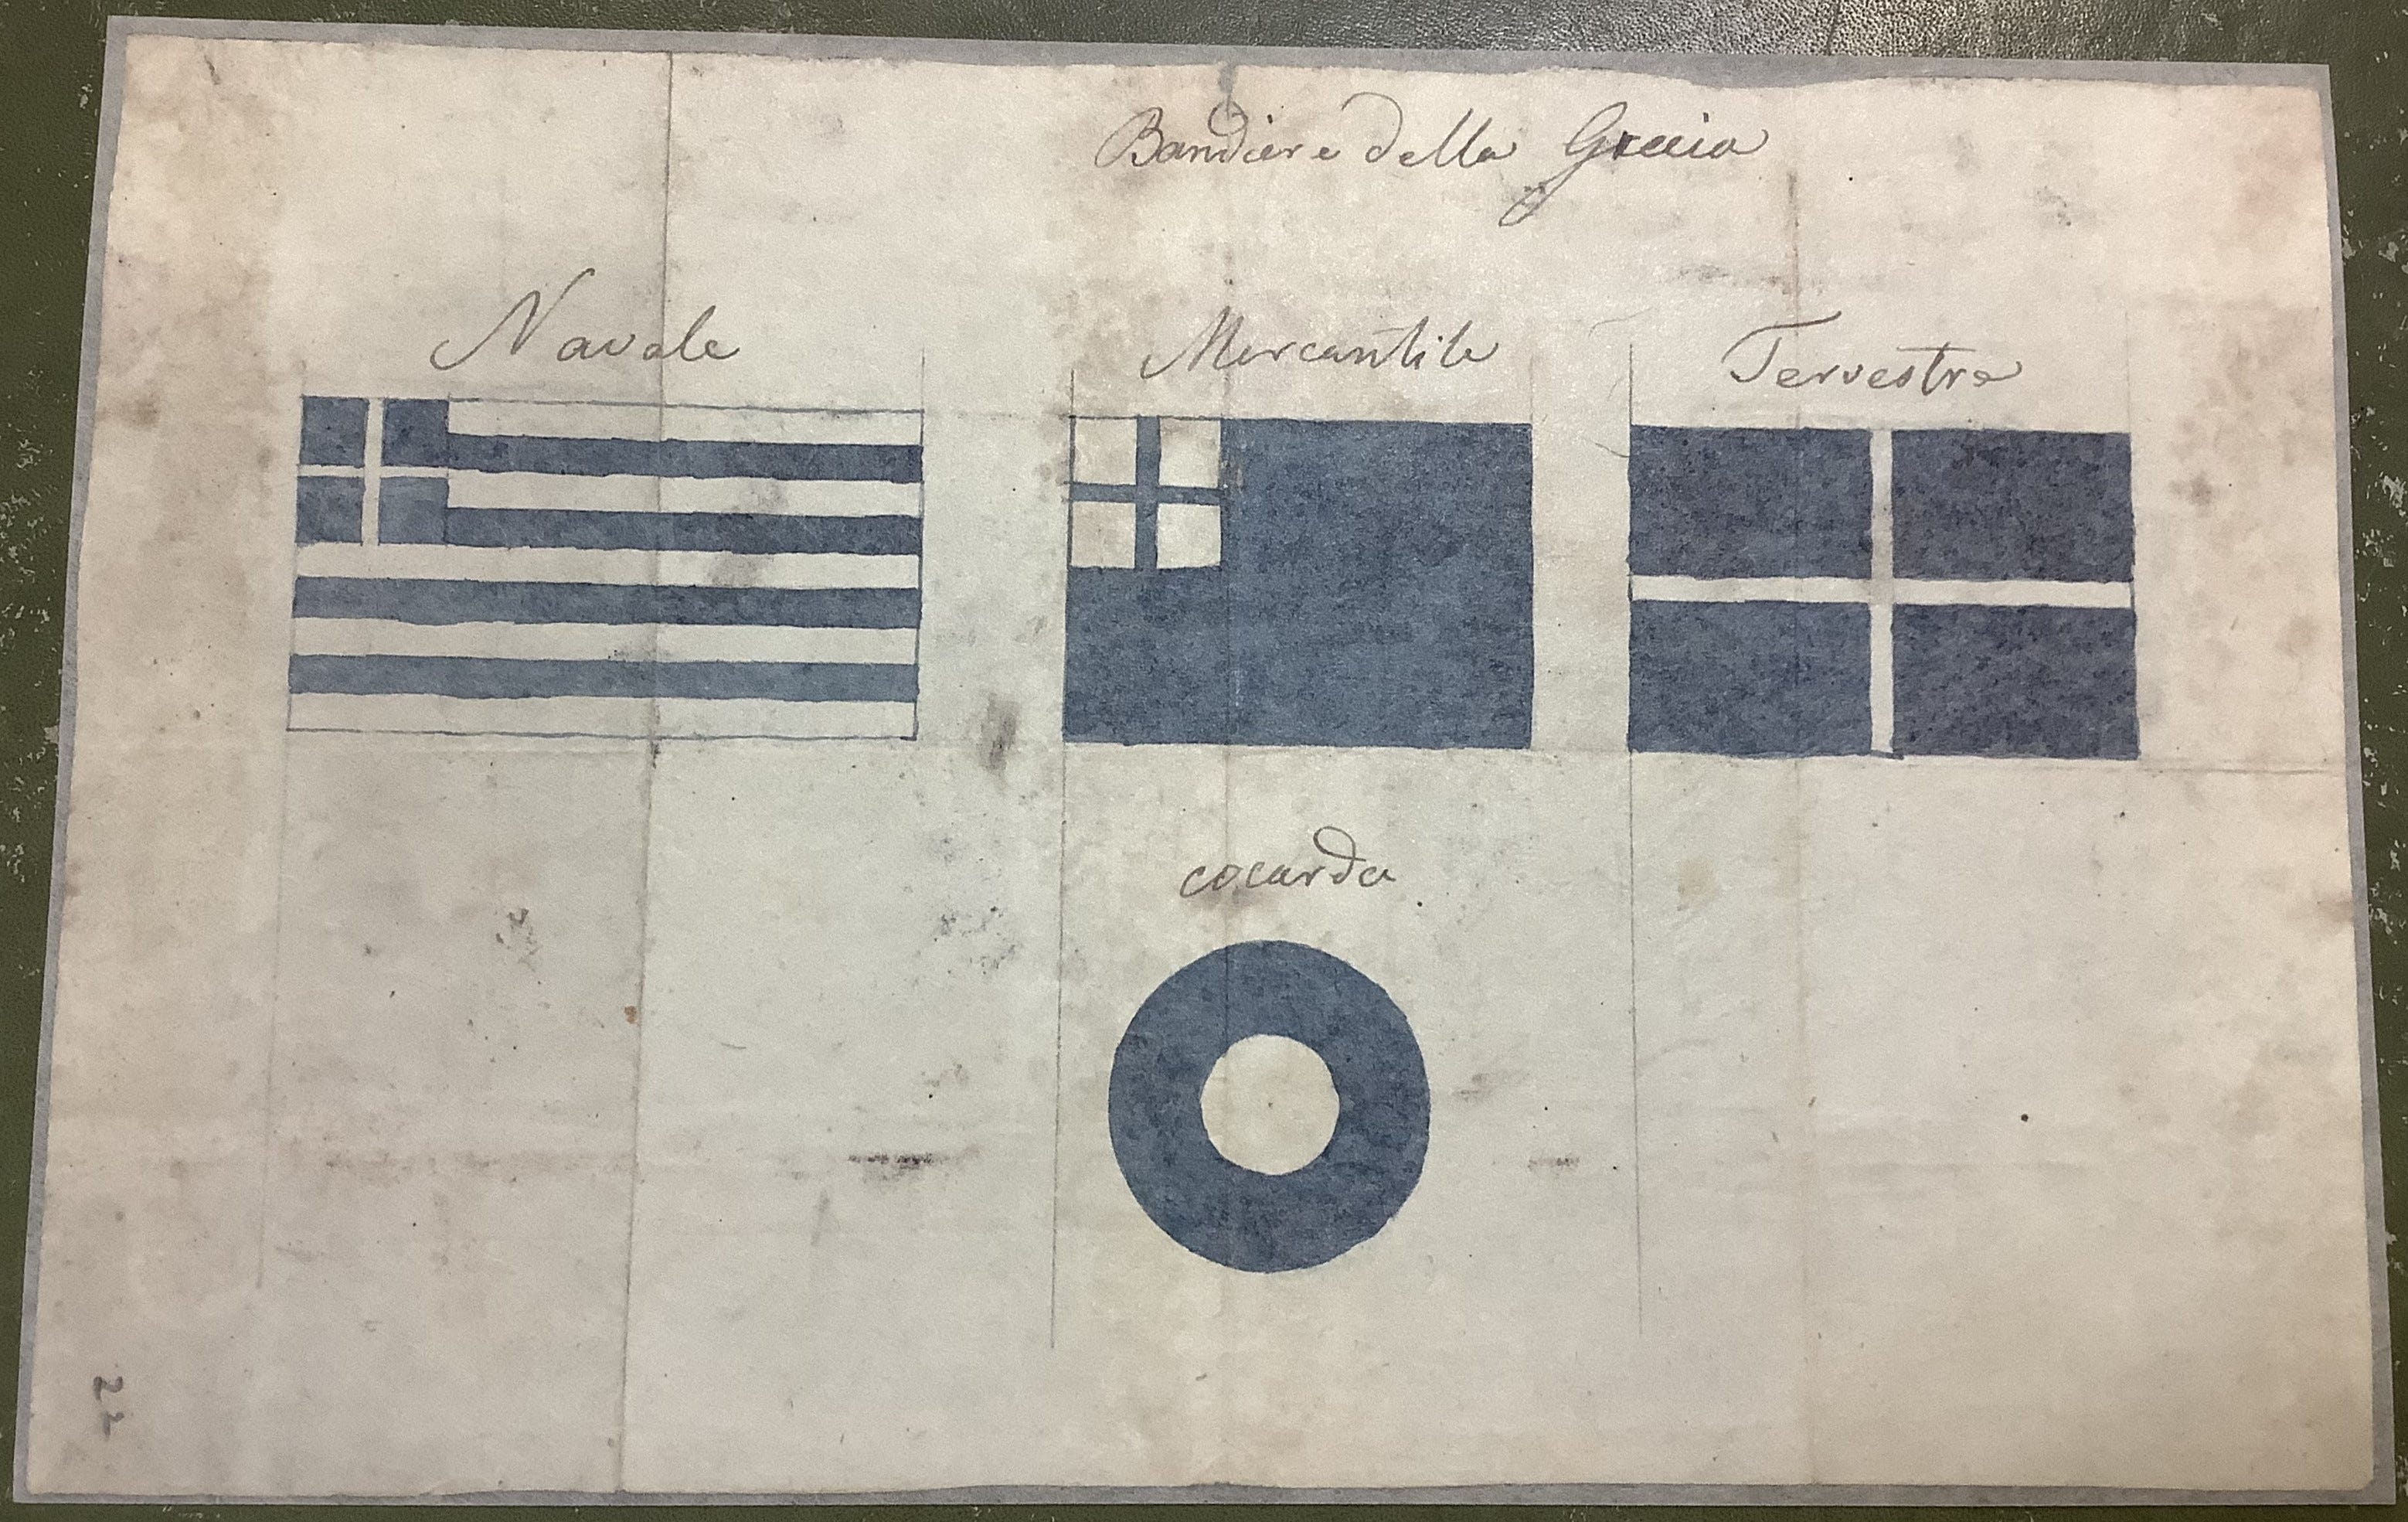 Bandiere della Grecia
Navale
Mercantile
Terrestre
cocarda
22